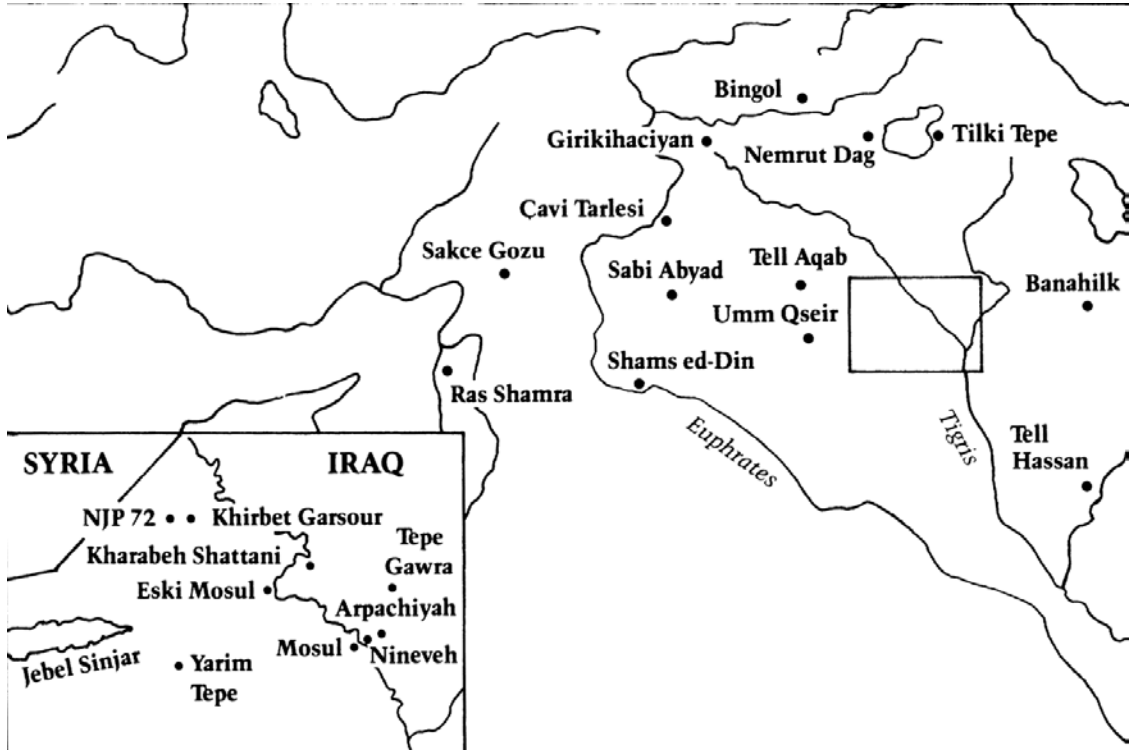 Bingol
Girikihaciyan
Nemrut Dag
Tilki Tepe
Çavi Tarlesi
Sakce Gozu
Sabi Abyad
Tell Aqab
Banahilk
Umm Qseir
Shams ed-Din
Ras Shamra
Euphrates
Tigris
Tell
Hassan
SYRIA
IRAQ
NJP 72
Khirbet Garsour
Kharabeh Shattani
Tepe
Gawra
Eski Mosul
Arpachiyah
Mosul
Nineveh
Jebel Sinjar
Yarim
Tepe